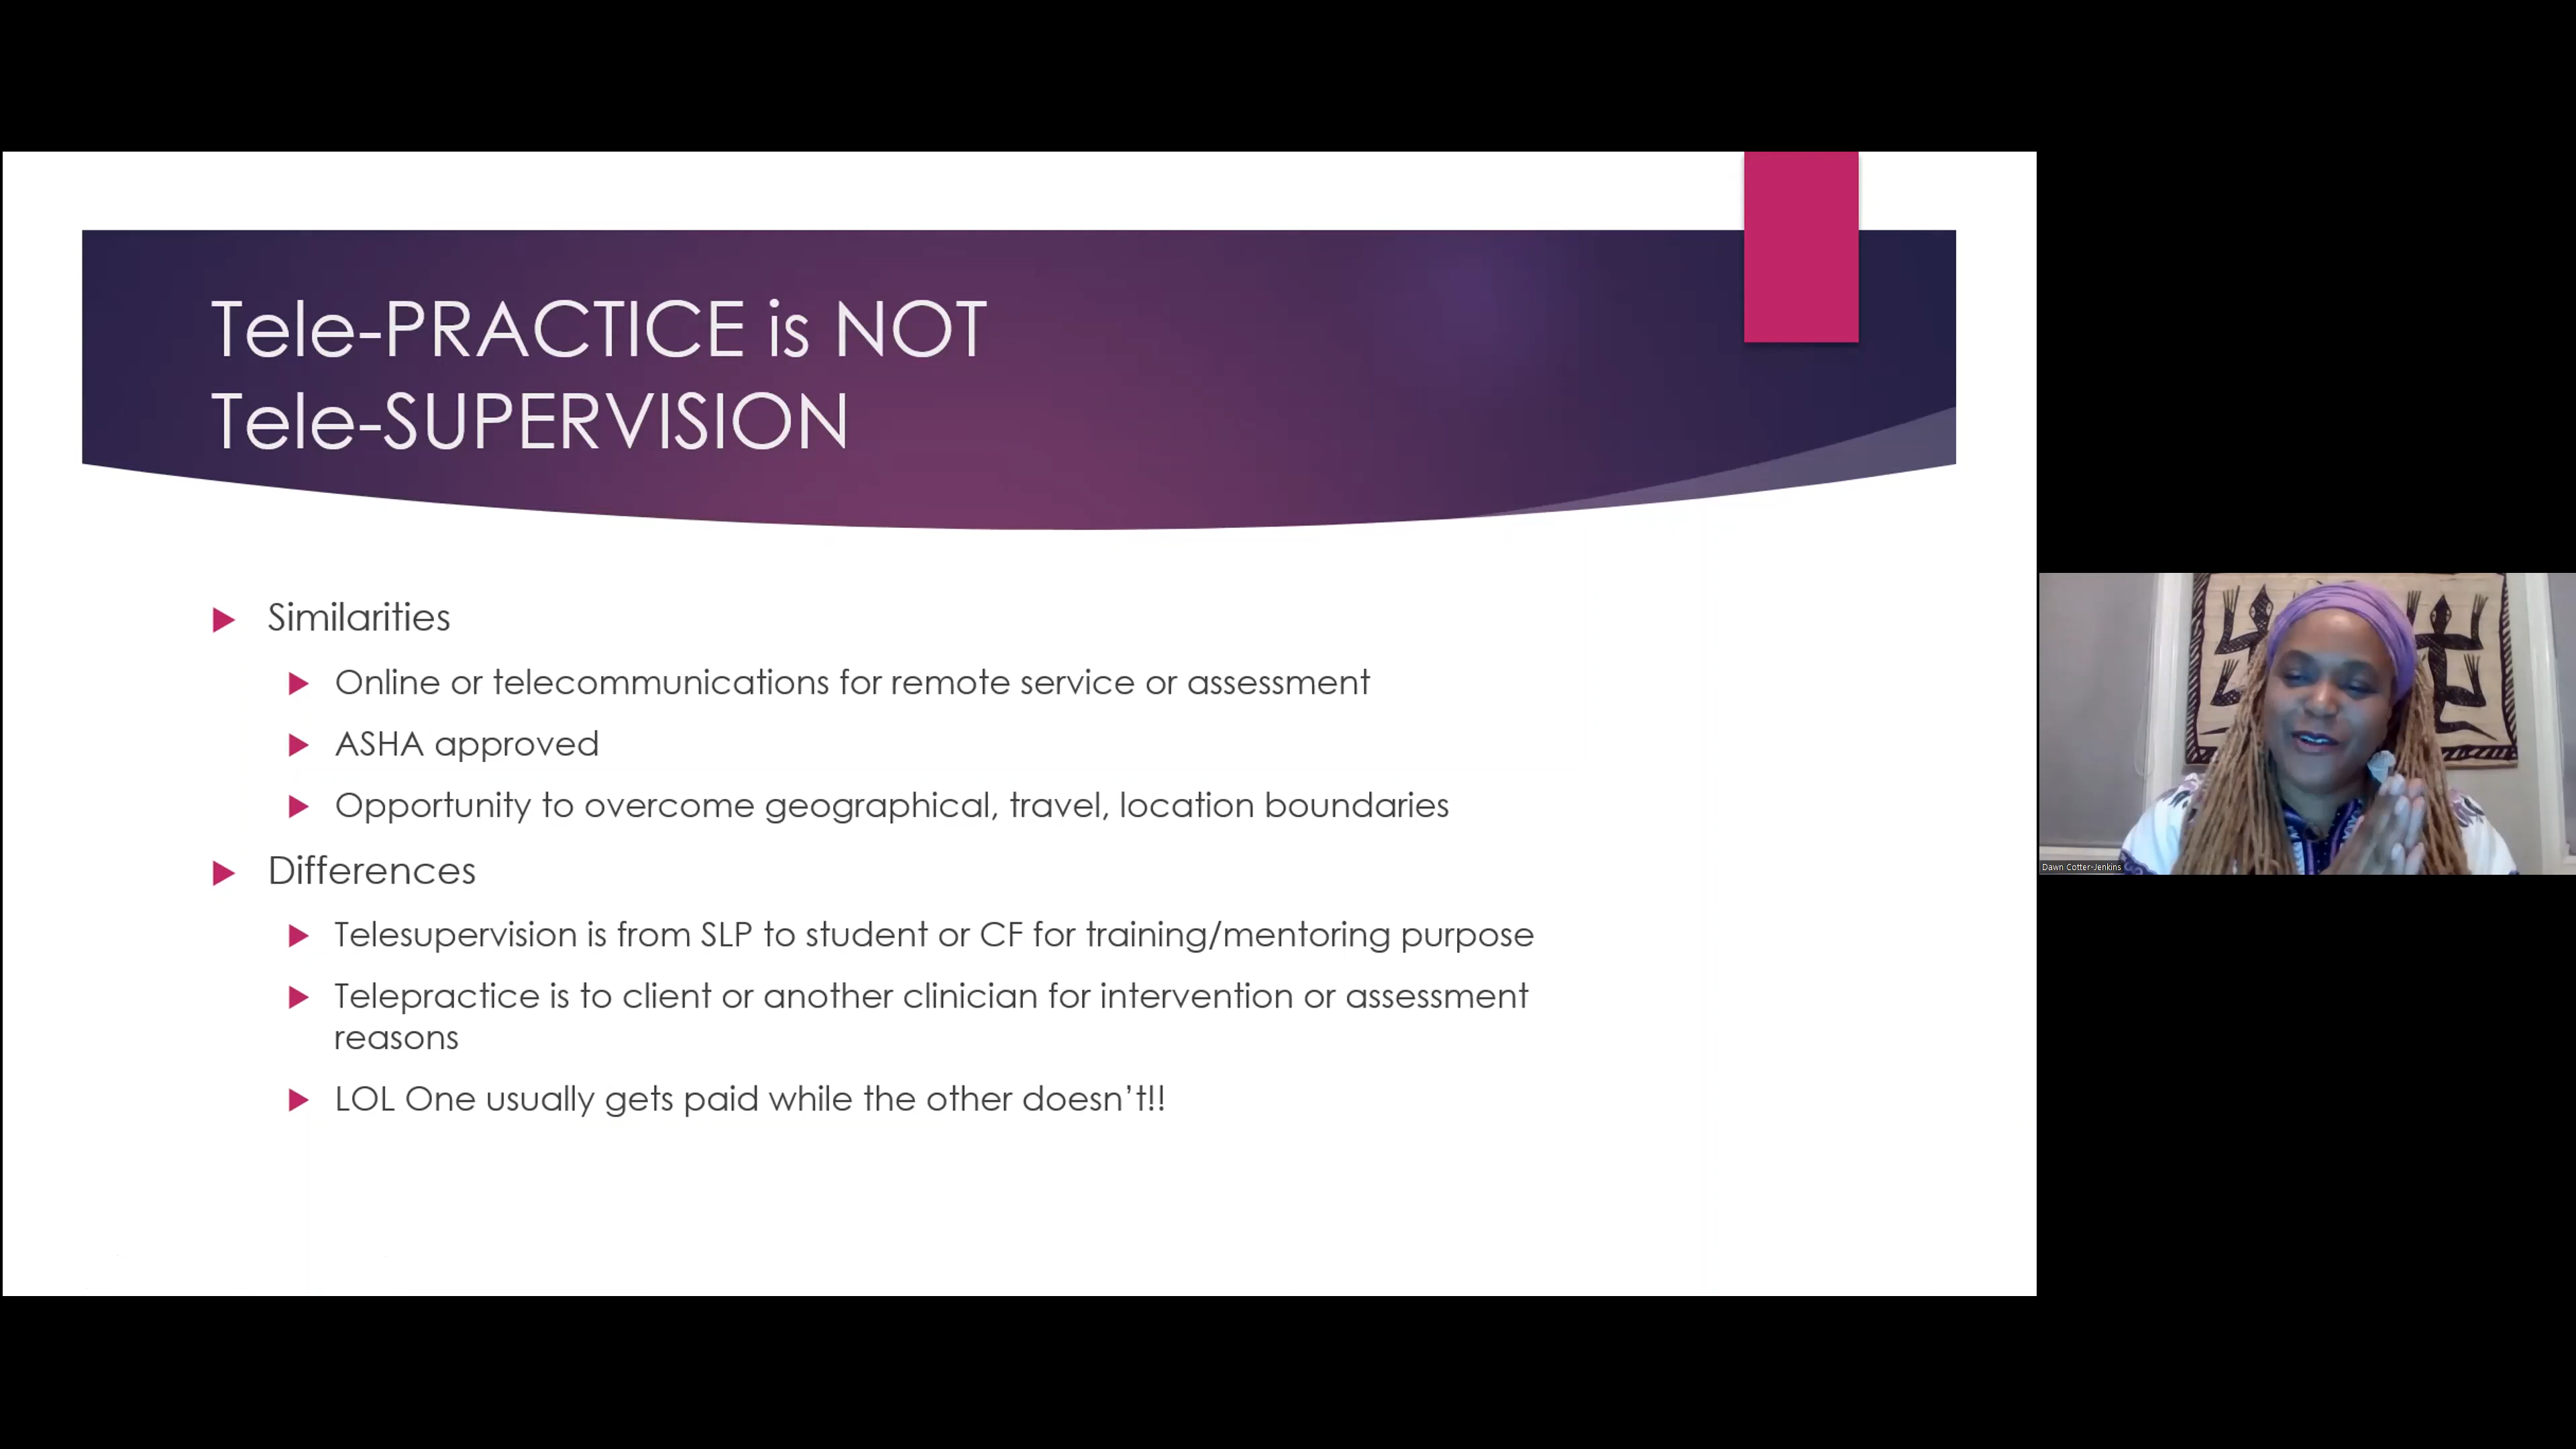 Tele-PRACTICE is NOT
Tele-SUPERVISION
Similarities
Online or telecommunications for remote service or assessment
ASHA approved
Opportunity to overcome geographical, travel, location boundaries
Differences
Telesupervision is from SLP to student or CF for training/mentoring purpose
Telepractice is to client or another clinician for intervention or assessment
reasons
LOL One usually gets paid while the other doesn’t!!
Dawn Cotter-Jenkins